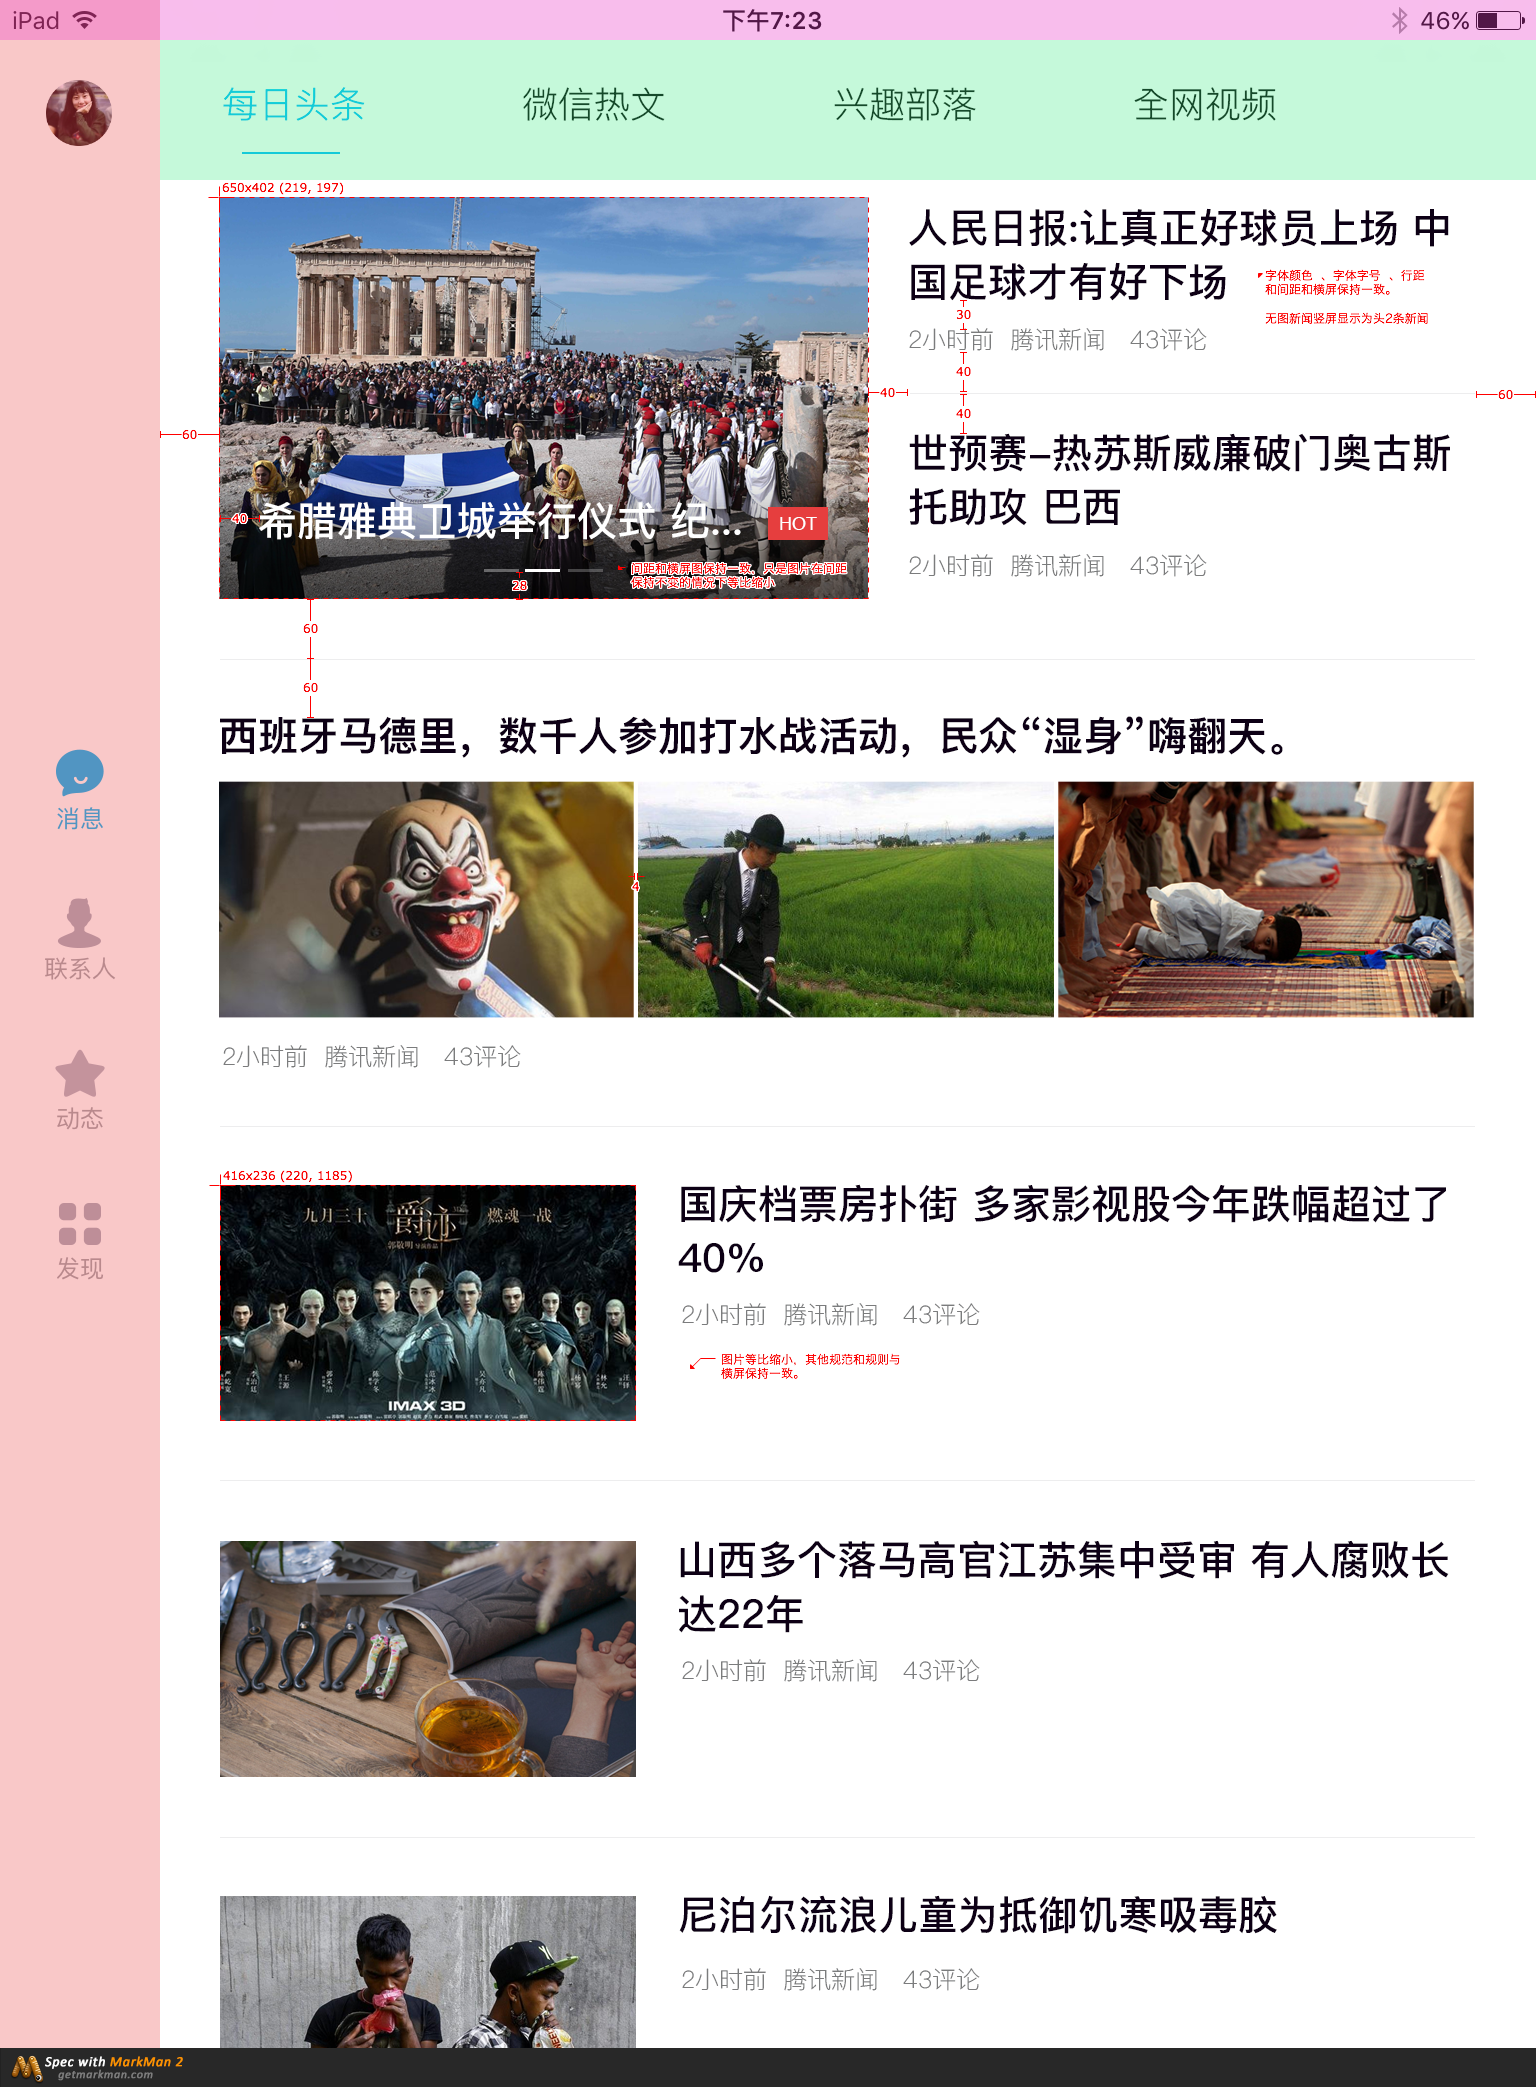 iPad 下午7:23 46%
每日头条 微信热文 兴趣部落 全网视频
650x402 (219, 197)
人民日报:让真正好球员上场 中
国足球才有好下场
字体颜色 、字体字号 、行距
和间距和横屏保持一致。
无图新闻竖屏显示为头2条新闻
30
2小时前 腾讯新闻 43评论
40
40
60
40
60
世预赛-热苏斯威廉破门奥古斯
托助攻 巴西
2小时前 腾讯新闻 43评论
40
希腊雅典卫城举行仪式 纪... HOT
间距和横屏图保持一致，只是图片在间距
保持不变的情况下等比缩小
28
60
60
西班牙马德里，数千人参加打水战活动，民众“湿身”嗨翻天。
4
2小时前 腾讯新闻 43评论
消息
联系人
动态
发现
416x236 (220, 1185)
九月三十 爵迹 燃魂一战
郭敬明 导演作品
IMAX 3D
国庆档票房扑街 多家影视股今年跌幅超过了
40%
2小时前 腾讯新闻 43评论
图片等比缩小，其他规范和规则与
横屏保持一致。
山西多个落马高官江苏集中受审 有人腐败长
达22年
2小时前 腾讯新闻 43评论
尼泊尔流浪儿童为抵御饥寒吸毒胶
2小时前 腾讯新闻 43评论
Spec with MarkMan 2
getmarkman.com